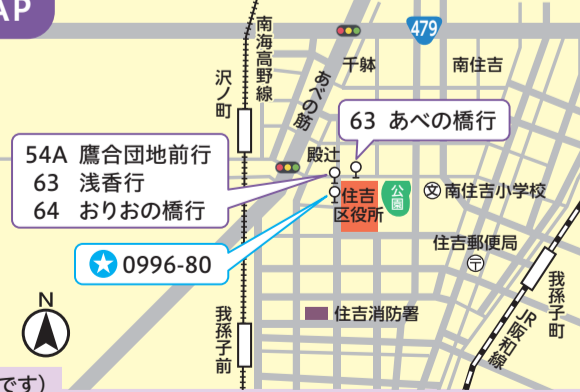 AP
479
南海高野線
沢ノ町
あべの筋
千躰
南住吉
63 あべの橋行
殿辻
54A 鷹合団地前行
63 浅香行
64 おりおの橋行
住吉
区役所
公園
文 南住吉小学校
住吉郵便局
〒
★ 0996-80
N
我孫子前
住吉消防署
JR阪和線
我孫子町
です）